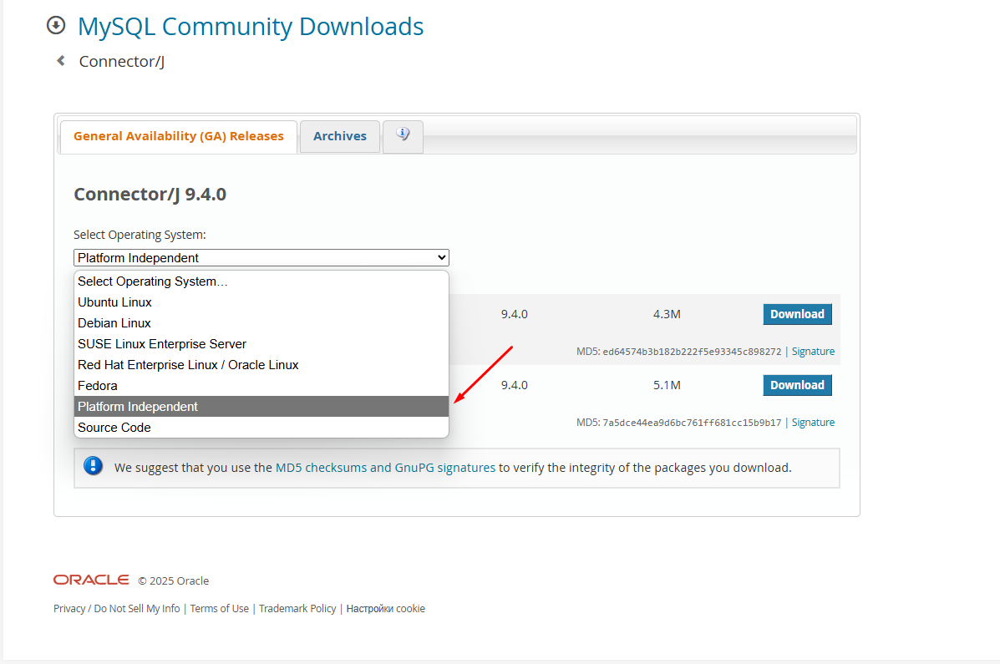 MySQL Community Downloads
Connector/J
General Availability (GA) Releases Archives
Connector/J 9.4.0
Select Operating System:
Platform Independent
Select Operating System...
Ubuntu Linux
Debian Linux
SUSE Linux Enterprise Server
Red Hat Enterprise Linux / Oracle Linux
Fedora
Platform Independent
Source Code
9.4.0 4.3M Download
MD5: ed64574b3b182b222f5e93345c898272 | Signature
9.4.0 5.1M Download
MD5: 7a5dce44ea9d6bc761ff681cc15b9b17 | Signature
We suggest that you use the MD5 checksums and GnuPG signatures to verify the integrity of the packages you download.
ORACLE © 2025 Oracle
Privacy / Do Not Sell My Info | Terms of Use | Trademark Policy | Настройки cookie